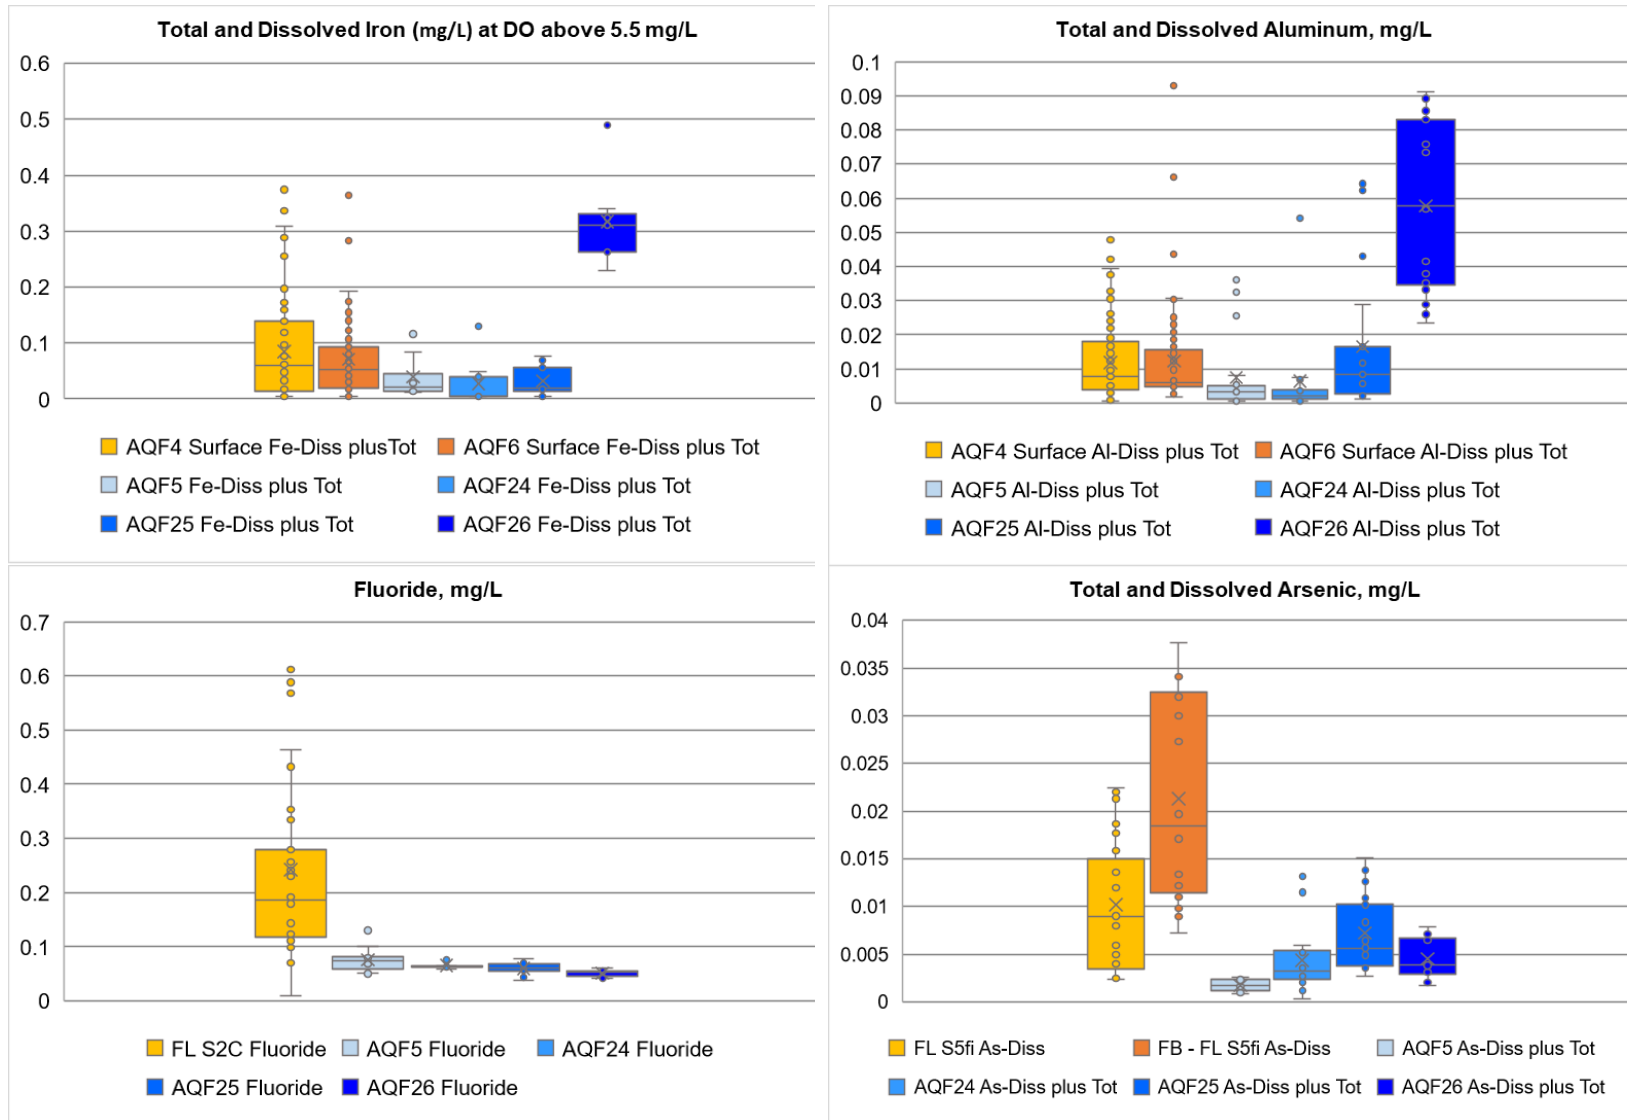 Total and Dissolved Iron (mg/L) at DO above 5.5 mg/L
0.6
0.5
0.4
0.3
0.2
0.1
0
AQF4 Surface Fe-Diss plusTot
AQF6 Surface Fe-Diss plus Tot
AQF5 Fe-Diss plus Tot
AQF24 Fe-Diss plus Tot
AQF25 Fe-Diss plus Tot
AQF26 Fe-Diss plus Tot
Total and Dissolved Aluminum, mg/L
0.1
0.09
0.08
0.07
0.06
0.05
0.04
0.03
0.02
0.01
0
AQF4 Surface Al-Diss plus Tot
AQF6 Surface Al-Diss plus Tot
AQF5 Al-Diss plus Tot
AQF24 Al-Diss plus Tot
AQF25 Al-Diss plus Tot
AQF26 Al-Diss plus Tot
Fluoride, mg/L
0.7
0.6
0.5
0.4
0.3
0.2
0.1
0
FL S2C Fluoride
AQF5 Fluoride
AQF24 Fluoride
AQF25 Fluoride
AQF26 Fluoride
Total and Dissolved Arsenic, mg/L
0.04
0.035
0.03
0.025
0.02
0.015
0.01
0.005
0
FL S5fi As-Diss
FB - FL S5fi As-Diss
AQF5 As-Diss plus Tot
AQF24 As-Diss plus Tot
AQF25 As-Diss plus Tot
AQF26 As-Diss plus Tot